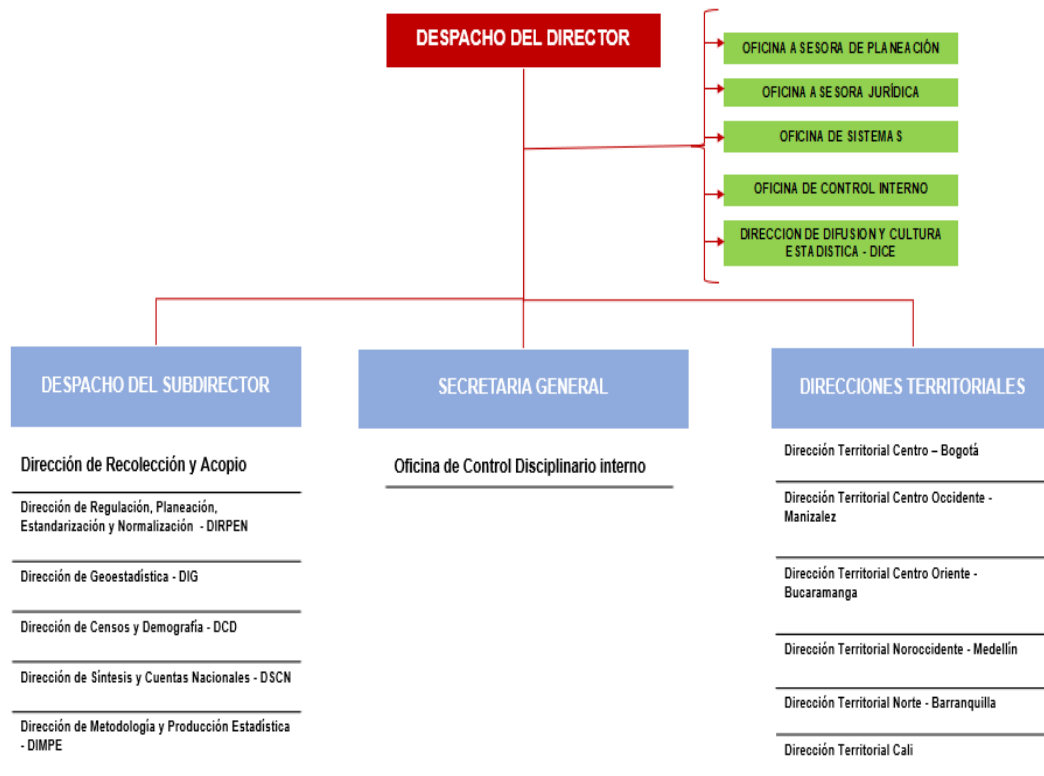 DESPACHO DEL DIRECTOR
OFICINA ASESORA DE PLANEACIÓN
OFICINA ASESORA JURÍDICA
OFICINA DE SISTEMAS
OFICINA DE CONTROL INTERNO
DIRECCION DE DIFUSION Y CULTURA
ESTADISTICA - DICE
DESPACHO DEL SUBDIRECTOR
Dirección de Recolección y Acopio
Dirección de Regulación, Planeación,
Estandarización y Normalización - DIRPEN
Dirección de Geoestadística - DIG
Dirección de Censos y Demografía - DCD
Dirección de Síntesis y Cuentas Nacionales - DSCN
Dirección de Metodología y Producción Estadística
- DIMPE
SECRETARIA GENERAL
Oficina de Control Disciplinario interno
DIRECCIONES TERRITORIALES
Dirección Territorial Centro – Bogotá
Dirección Territorial Centro Occidente -
Manizalez
Dirección Territorial Centro Oriente -
Bucaramanga
Dirección Territorial Noroccidente - Medellín
Dirección Territorial Norte - Barranquilla
Dirección Territorial Cali